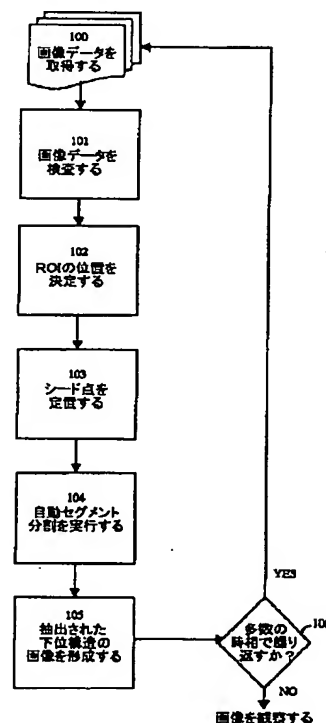 100
画像データを
取得する
101
画像データを
検査する
102
ROIの位置を
決定する
103
シード点を
定置する
104
自動セグメント
分割を実行する
105
抽出された
下位構造の
画像を形成する
多数の
時相で繰り
返すか?
YES
NO
画像を観察する